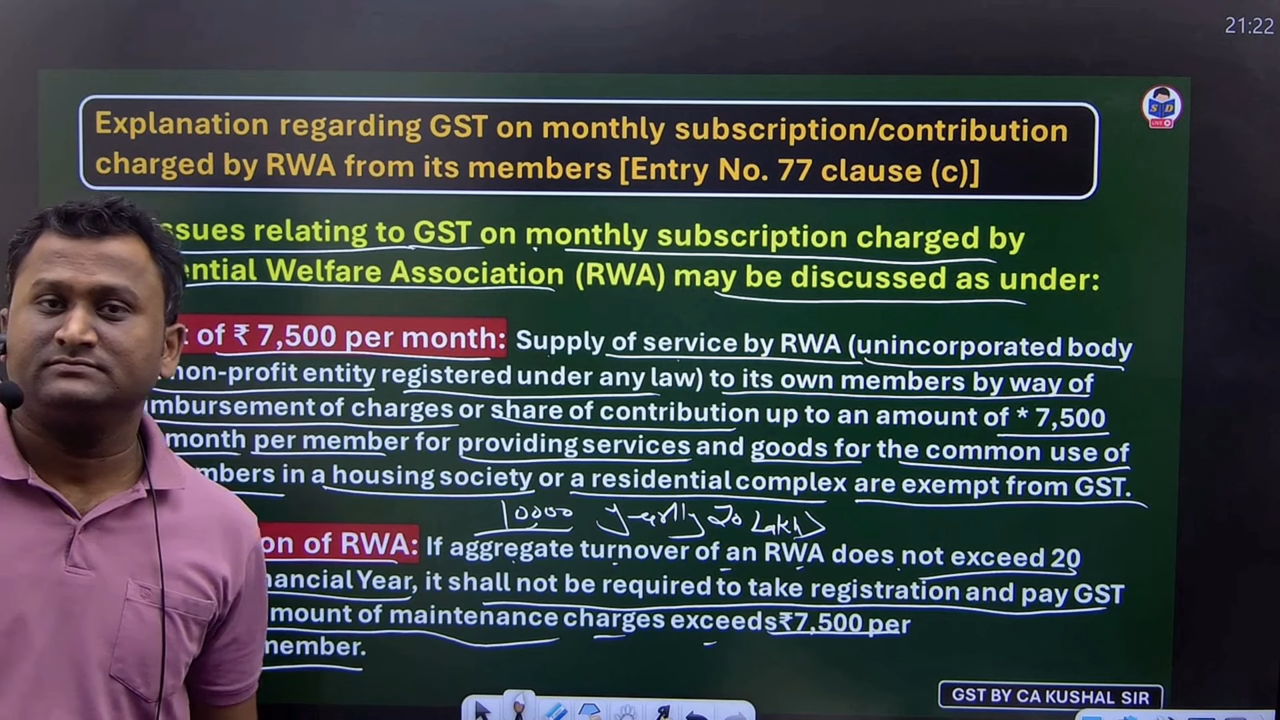 21:22
Explanation regarding GST on monthly subscription/contribution
charged by RWA from its members [Entry No. 77 clause (c)]
SD
LIVE
ssues relating to GST on monthly subscription charged by
ential Welfare Association (RWA) may be discussed as under:
of ₹ 7,500 per month: Supply of service by RWA (unincorporated body
non-profit entity registered under any law) to its own members by way of
mbursement of charges or share of contribution up to an amount of * 7,500
month per member for providing services and goods for the common use of
mbers in a housing society or a residential complex are exempt from GST.
10000 yearly 20 Lakh
on of RWA: If aggregate turnover of an RWA does not exceed 20
nancial Year, it shall not be required to take registration and pay GST
mount of maintenance charges exceeds₹7,500 per
member.
GST BY CA KUSHAL SIR